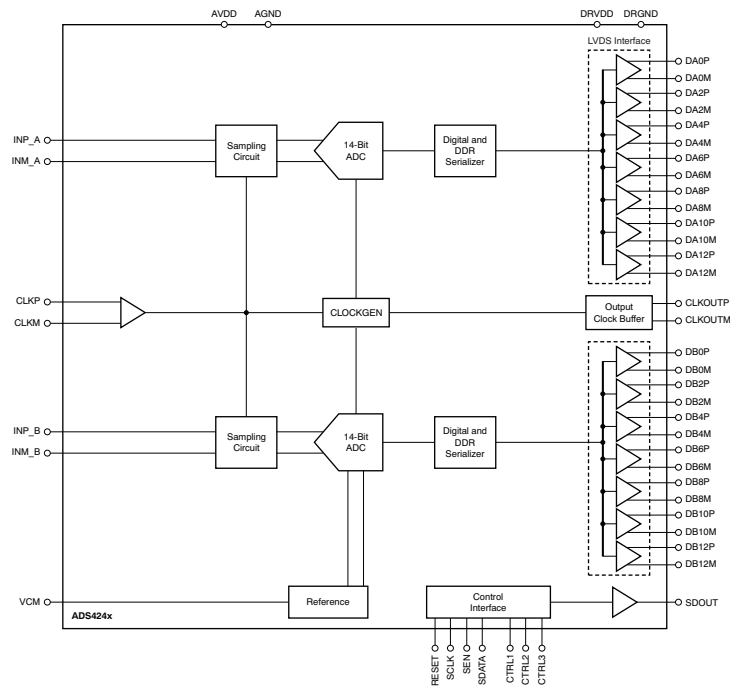 AVDD
AGND
DRVDD
DRGND
LVDS Interface
DA0P
DA0M
DA2P
DA2M
DA4P
DA4M
DA6P
DA6M
DA8P
DA8M
DA10P
DA10M
DA12P
DA12M
INP_A
INM_A
Sampling
Circuit
14-Bit
ADC
Digital and
DDR
Serializer
CLKP
CLKM
CLOCKGEN
Output
Clock Buffer
CLKOUTP
CLKOUTM
DB0P
DB0M
DB2P
DB2M
DB4P
DB4M
DB6P
DB6M
DB8P
DB8M
DB10P
DB10M
DB12P
DB12M
INP_B
INM_B
Sampling
Circuit
14-Bit
ADC
Digital and
DDR
Serializer
VCM
Reference
Control
Interface
SDOUT
ADS424x
RESET
SCLK
SEN
SDATA
CTRL1
CTRL2
CTRL3